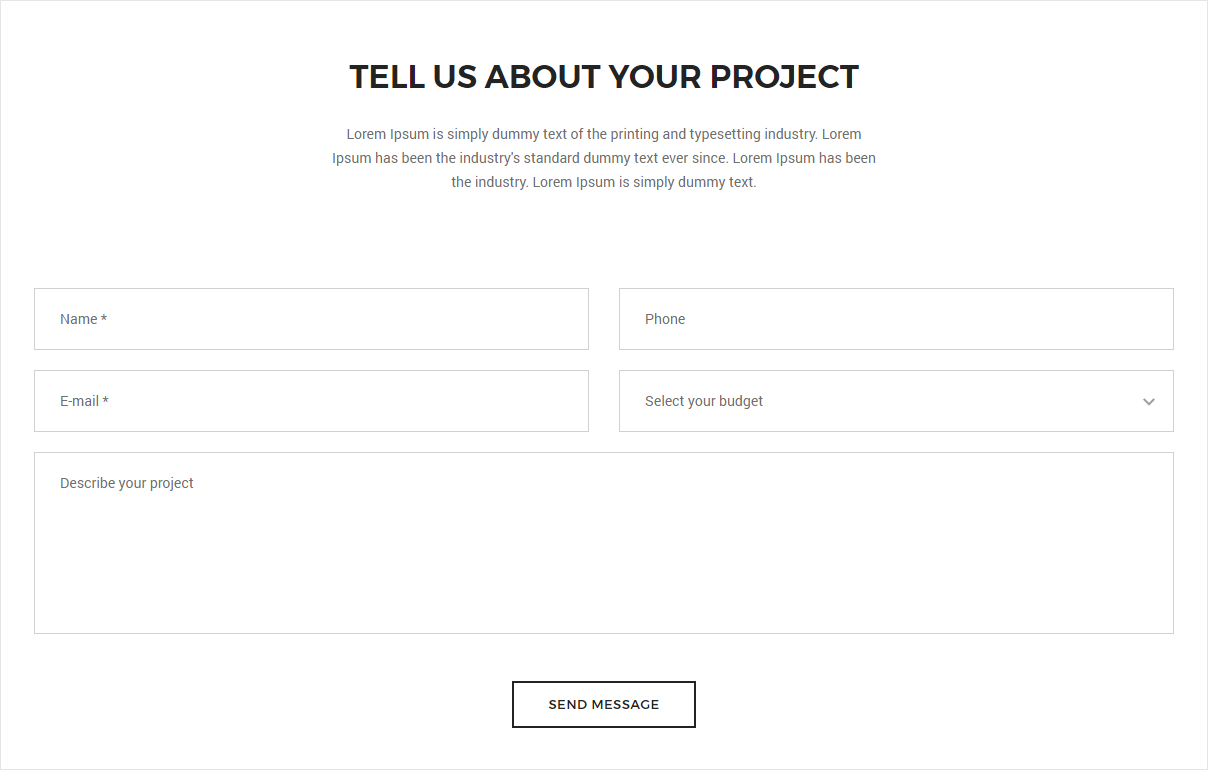 TELL US ABOUT YOUR PROJECT
Lorem Ipsum is simply dummy text of the printing and typesetting industry. Lorem
Ipsum has been the industry's standard dummy text ever since. Lorem Ipsum has been
the industry. Lorem Ipsum is simply dummy text.
Name *
Phone
E-mail *
Select your budget
Describe your project
SEND MESSAGE